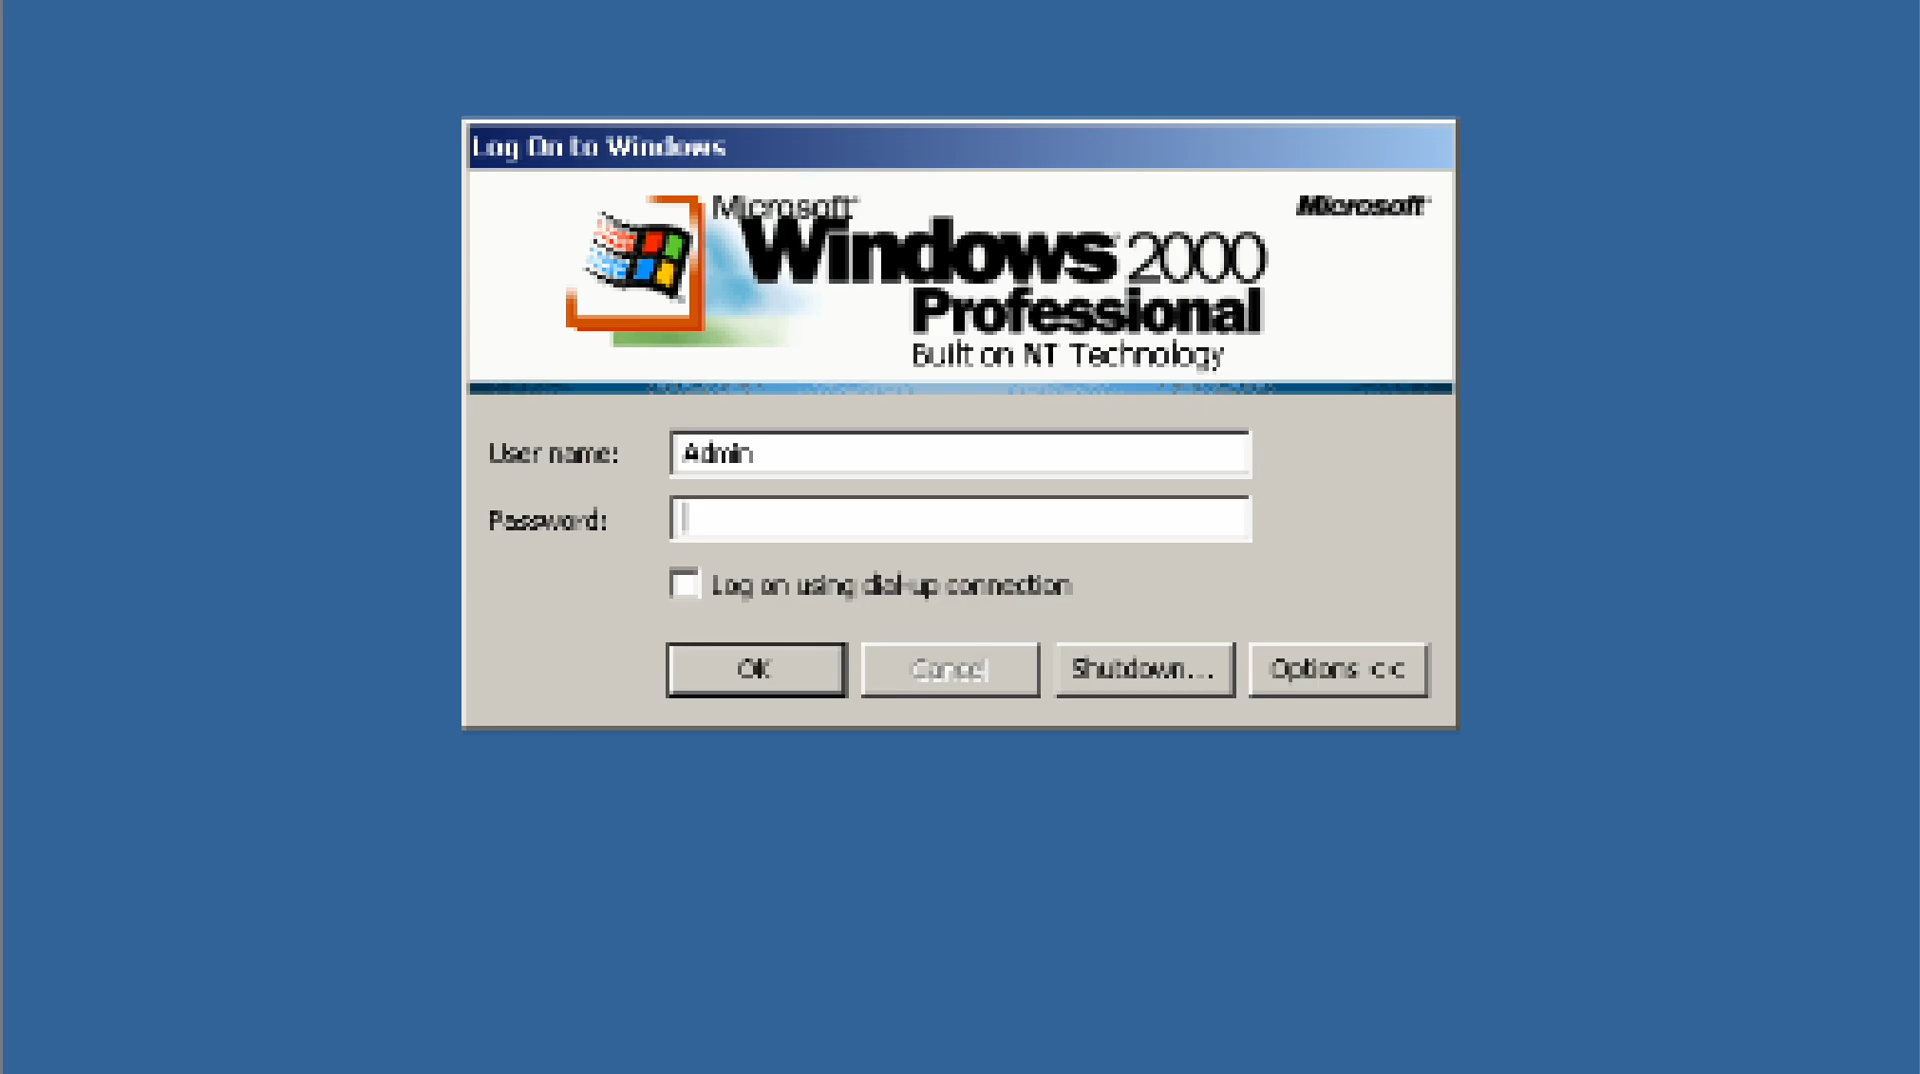 Log On to Windows
Microsoft
Microsoft
Windows 2000
Professional
Built on NT Technology
User name:
Admin
Password:
Log on using dial-up connection
OK
Cancel
Shutdown...
Options <<